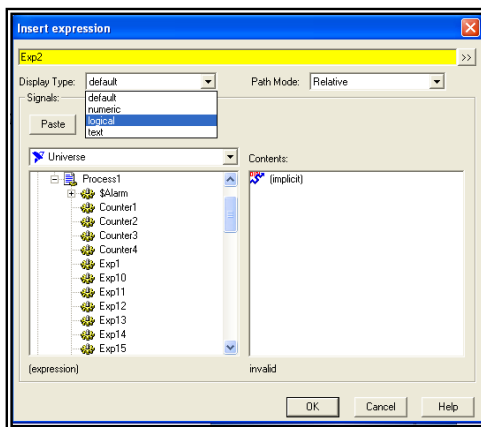 Insert expression
Exp2
>>
Display Type: default
Path Mode: Relative
default
numeric
logical
text
Signals:
Paste
Universe
Contents:
Process1
$Alarm
Counter1
Counter2
Counter3
Counter4
Exp1
Exp10
Exp11
Exp12
Exp13
Exp14
Exp15
(implicit)
(expression)
invalid
OK
Cancel
Help